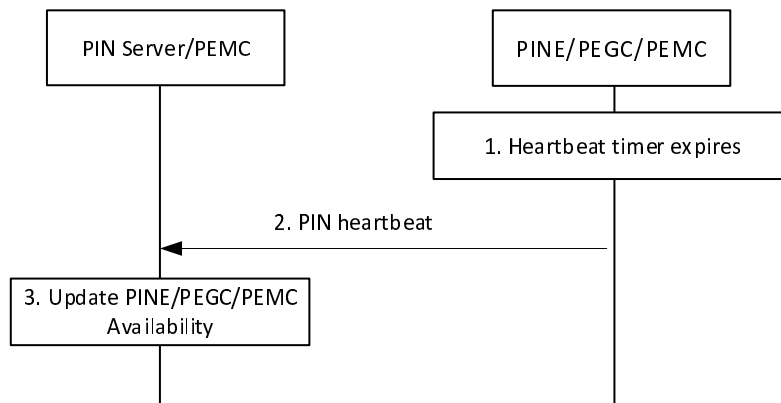 PIN Server/PEMC
PINE/PEGC/PEMC
1. Heartbeat timer expires
2. PIN heartbeat
3. Update PINE/PEGC/PEMC
Availability